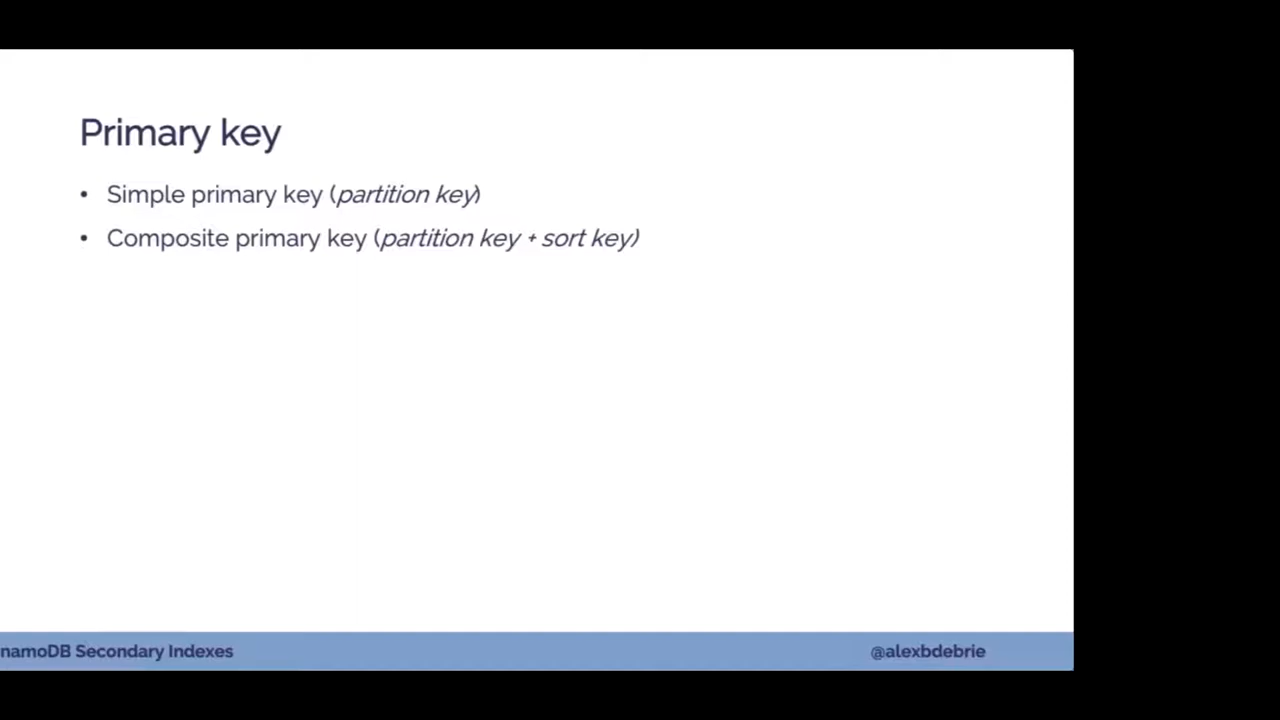 Primary key
• Simple primary key (partition key)
• Composite primary key (partition key + sort key)
namoDB Secondary Indexes
@alexbdebrie